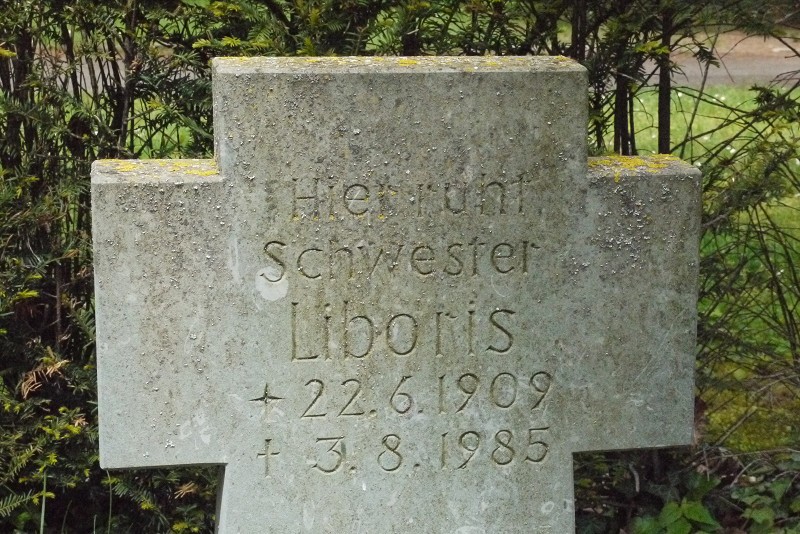 Hier ruht
Schwester
Liboris
✦ 22. 6. 1909
✝ 3. 8. 1985